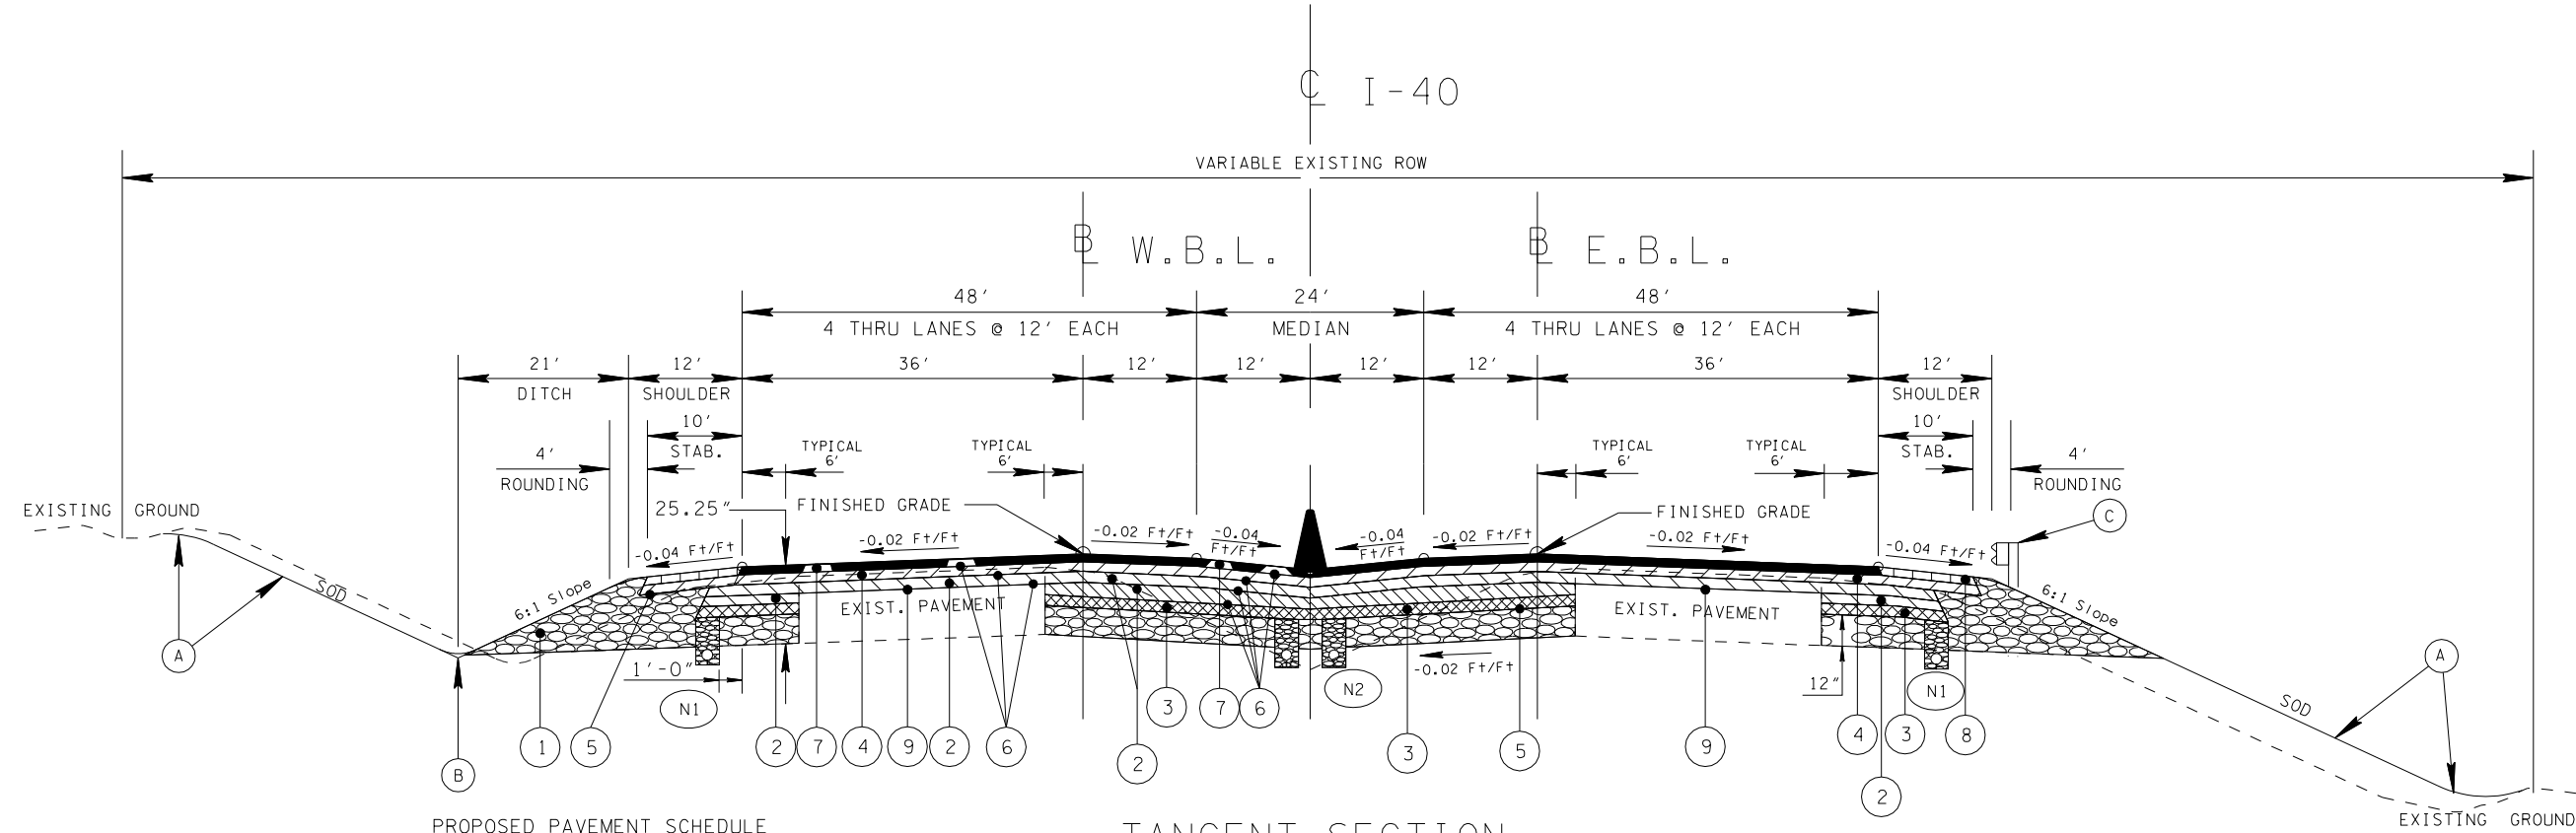 ℄ I-40
VARIABLE EXISTING ROW
BL W.B.L.
BL E.B.L.
48' 24' 48'
4 THRU LANES @ 12' EACH MEDIAN 4 THRU LANES @ 12' EACH
21' 12' 36' 12' 12' 12' 12' 36' 12'
DITCH SHOULDER SHOULDER
10' 10'
STAB. TYPICAL TYPICAL TYPICAL TYPICAL STAB.
4' 6' 6' 6' 6' 4'
ROUNDING ROUNDING
EXISTING GROUND 25.25" FINISHED GRADE FINISHED GRADE C
-0.04 Ft/Ft -0.02 Ft/Ft -0.02 Ft/Ft -0.04 Ft/Ft -0.04 Ft/Ft -0.02 Ft/Ft -0.02 Ft/Ft -0.04 Ft/Ft
SOD 6:1 Slope EXIST. PAVEMENT EXIST. PAVEMENT 6:1 Slope
A 1'-0" -0.02 Ft/Ft 12" A
N1 N2 N1 SOD
3 7 6
1 5 2 7 4 9 2 6 2 3 5 9 4 3 8
B 2
EXISTING GROUND
PROPOSED PAVEMENT SCHEDULE TANGENT SECTION